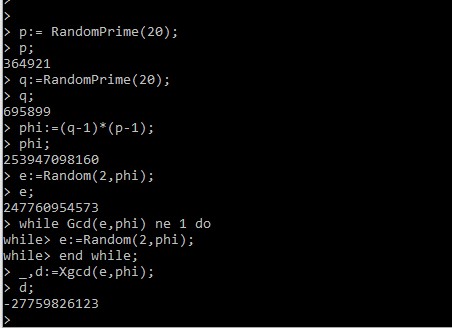 >
>
> p:= RandomPrime(20);
> p;
364921
> q:=RandomPrime(20);
> q;
695899
> phi:=(q-1)*(p-1);
> phi;
253947098160
> e:=Random(2,phi);
> e;
247760954573
> while Gcd(e,phi) ne 1 do
while> e:=Random(2,phi);
while> end while;
> _,d:=Xgcd(e,phi);
> d;
-27759826123
>